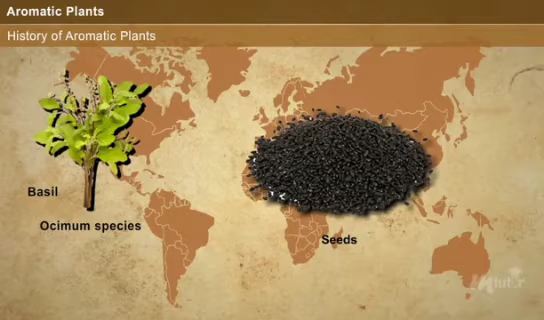 Aromatic Plants
History of Aromatic Plants
Basil
Ocimum species
Seeds